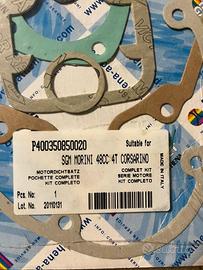 P400350850020
Suitable for
SGM MORINI 48CC 4T CORSARINO
MOTORDICHTSATZ
POCHETTE COMPLETE
KIT COMPLETO
COMPLET KIT
SERIE MOTORE
KIT COMPLETO
MADE IN ITALY
Pcs. No: 1
Lot: 20110131